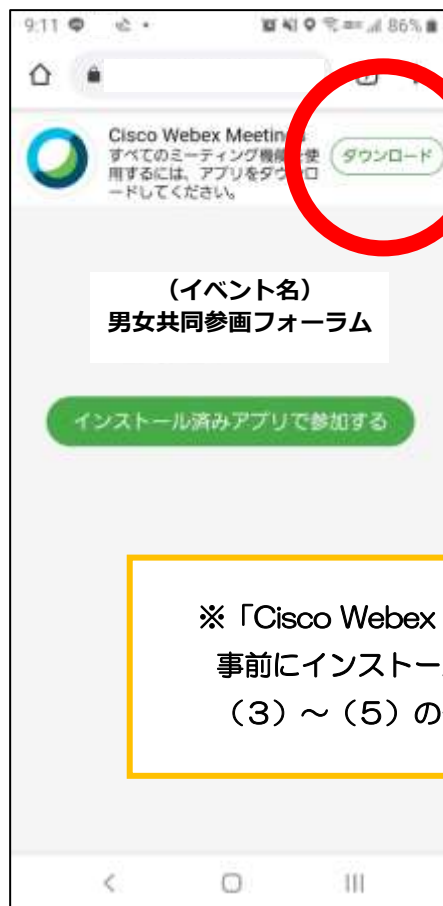 9:11
86%
Cisco Webex Meetings
すべてのミーティング機能を使
用するには、アプリをダウンロ
ードしてください。
ダウンロード
（イベント名）
男女共同参画フォーラム
インストール済みアプリで参加する
※「Cisco Webex
事前にインストー
（3）～（5）の